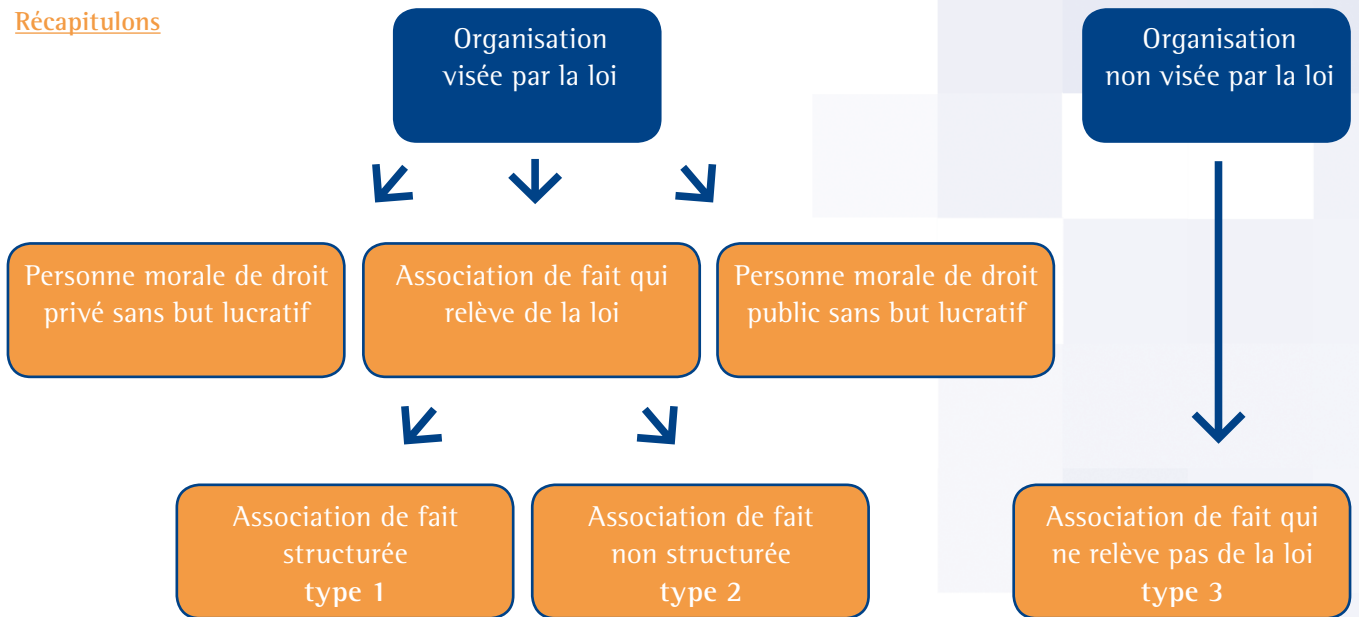 Récapitulons
Organisation
visée par la loi
Organisation
non visée par la loi
Personne morale de droit
privé sans but lucratif
Association de fait qui
relève de la loi
Personne morale de droit
public sans but lucratif
Association de fait
structurée
type 1
Association de fait
non structurée
type 2
Association de fait qui
ne relève pas de la loi
type 3